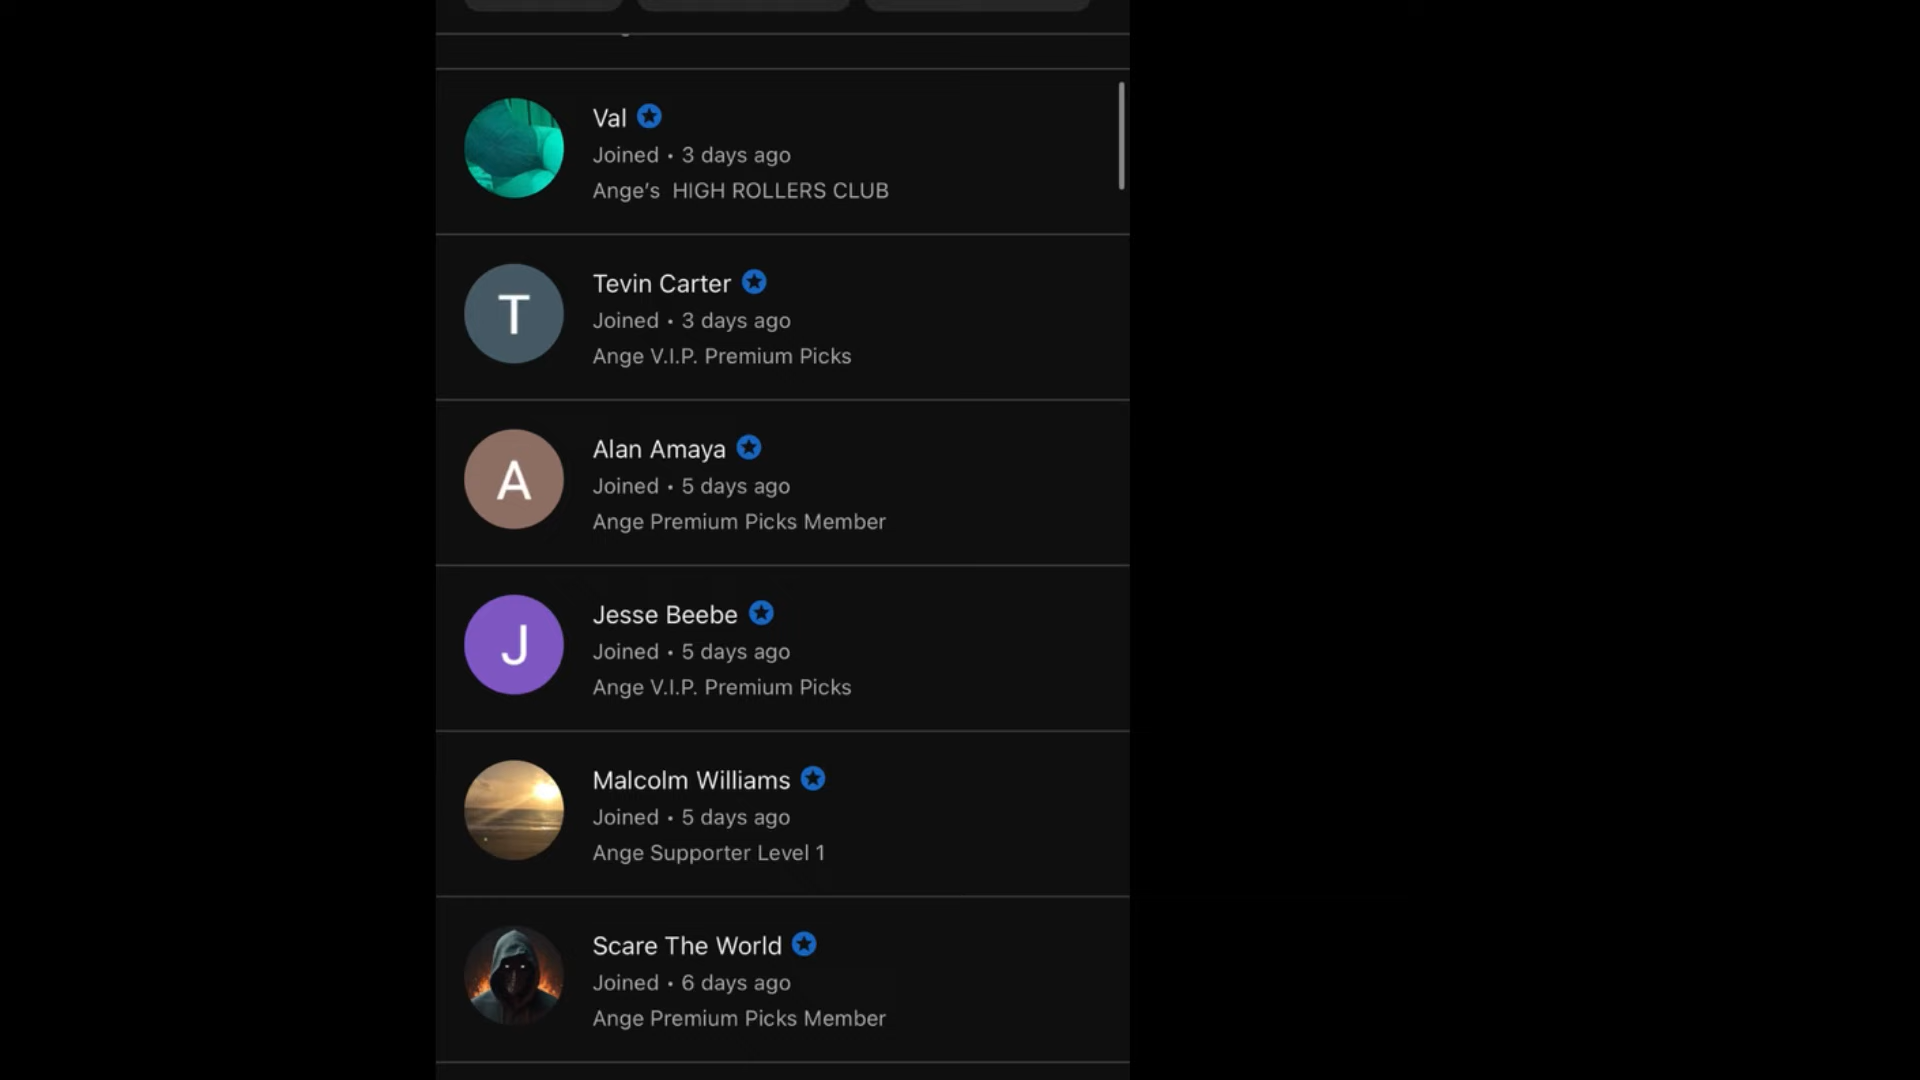 Val
Joined • 3 days ago
Ange's HIGH ROLLERS CLUB
T
Tevin Carter
Joined • 3 days ago
Ange V.I.P. Premium Picks
A
Alan Amaya
Joined • 5 days ago
Ange Premium Picks Member
J
Jesse Beebe
Joined • 5 days ago
Ange V.I.P. Premium Picks
Malcolm Williams
Joined • 5 days ago
Ange Supporter Level 1
Scare The World
Joined • 6 days ago
Ange Premium Picks Member